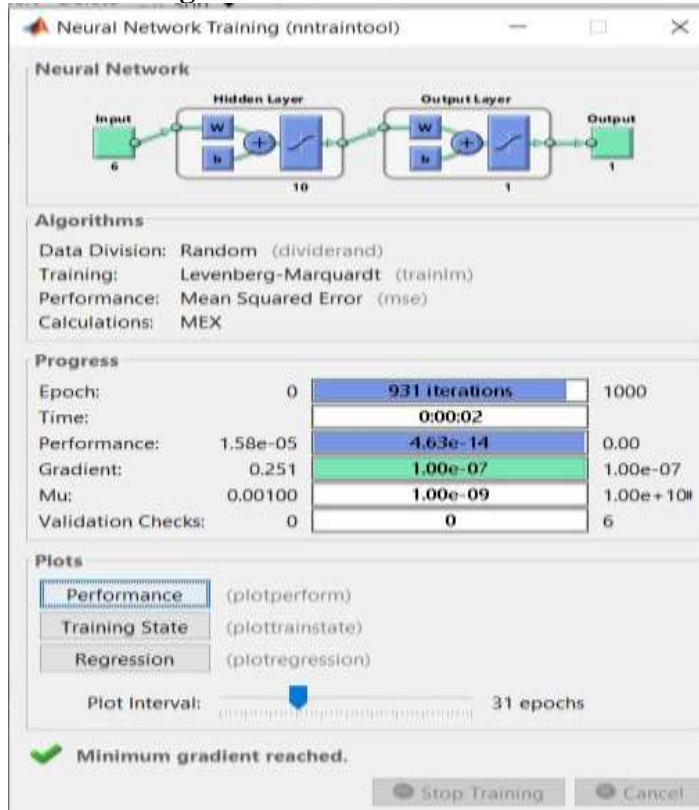 Neural Network Training (nntraintool)
Neural Network
Hidden Layer
Output Layer
Input
Output
W
W
b
b
6
10
1
1
Algorithms
Data Division: Random (dividerand)
Training: Levenberg-Marquardt (trainlm)
Performance: Mean Squared Error (mse)
Calculations: MEX
Progress
Epoch: 0 931 iterations 1000
Time: 0:00:02
Performance: 1.58e-05 4.63e-14 0.00
Gradient: 0.251 1.00e-07 1.00e-07
Mu: 0.00100 1.00e-09 1.00e+10
Validation Checks: 0 0 6
Plots
Performance (plotperform)
Training State (plottrainstate)
Regression (plotregression)
Plot Interval: 31 epochs
Minimum gradient reached.
Stop Training Cancel